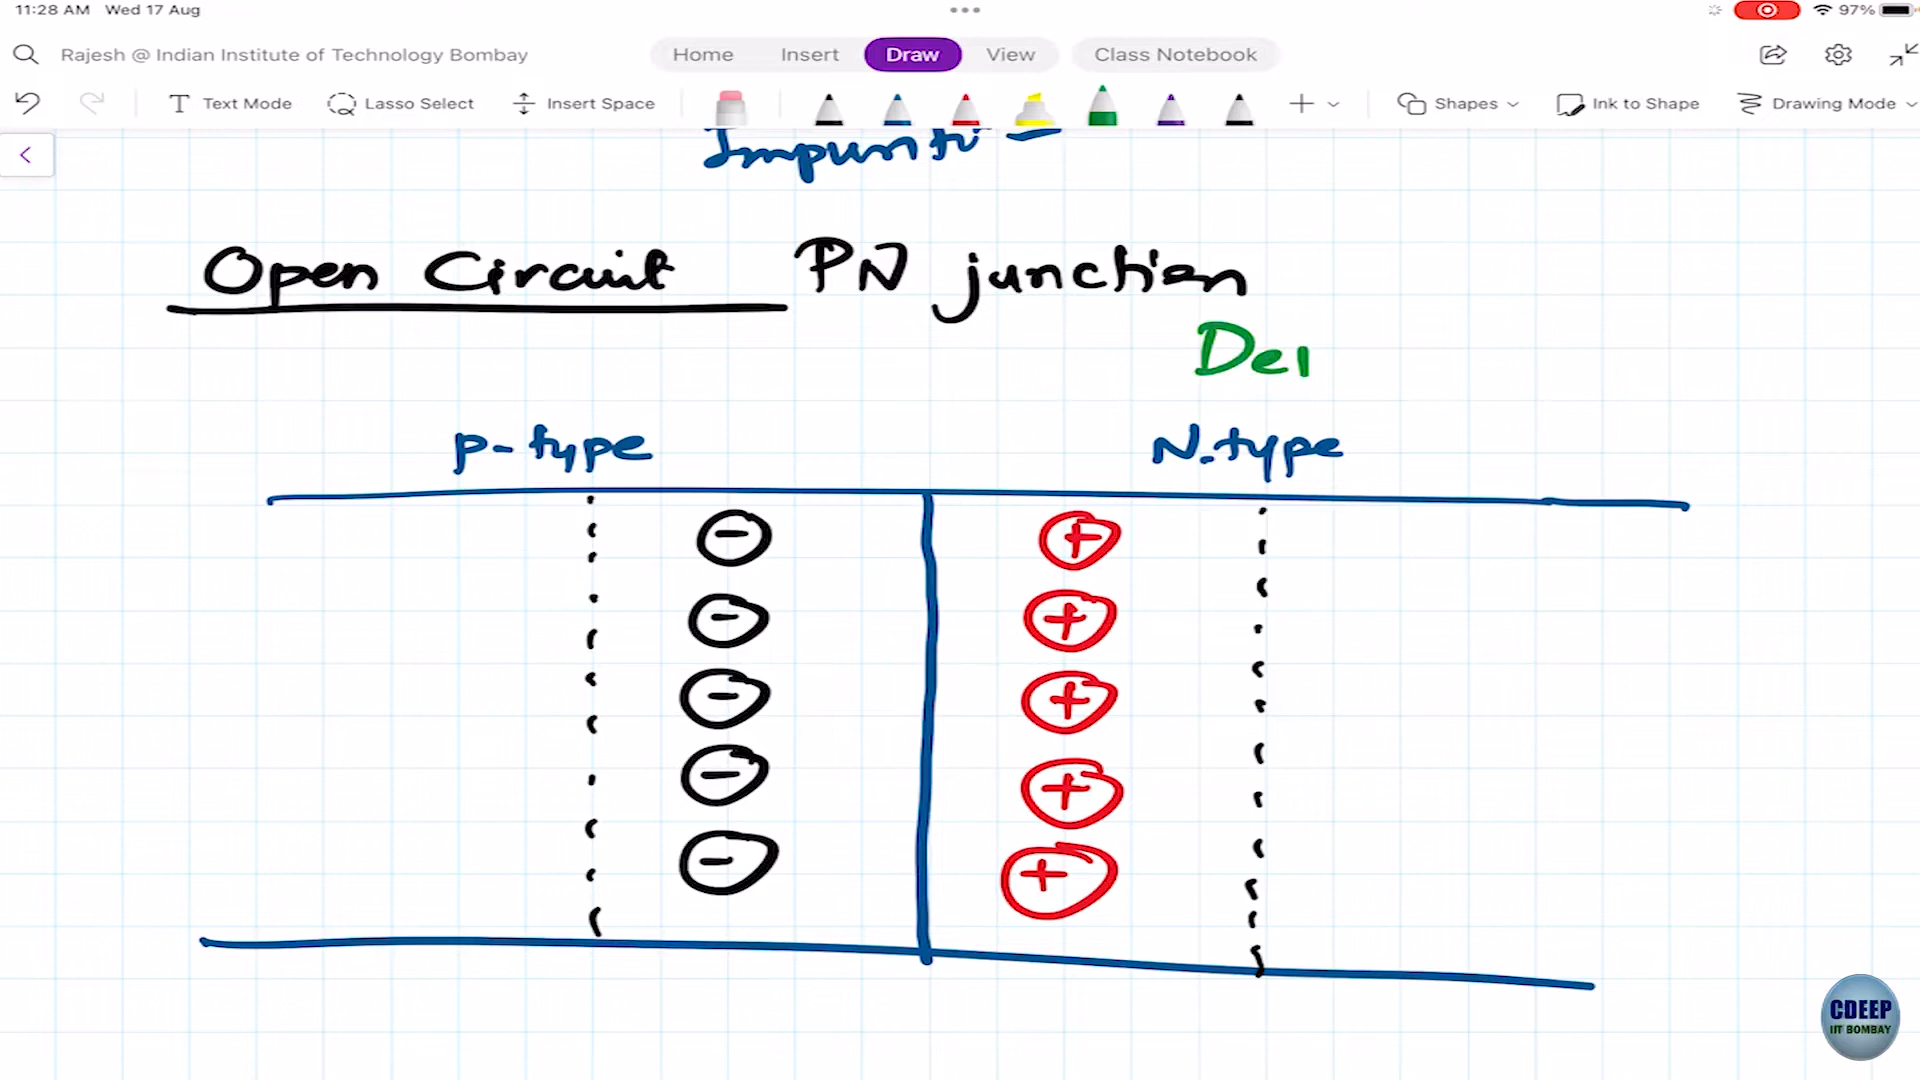 11:28 AM Wed 17 Aug
97%
Rajesh @ Indian Institute of Technology Bombay
Home Insert Draw View Class Notebook
Text Mode Lasso Select Insert Space Shapes Ink to Shape Drawing Mode
Impuriti
Open Circuit PN junction
Del
P-type N-type
- +
- +
- +
- +
- +
CDEEP
IIT BOMBAY